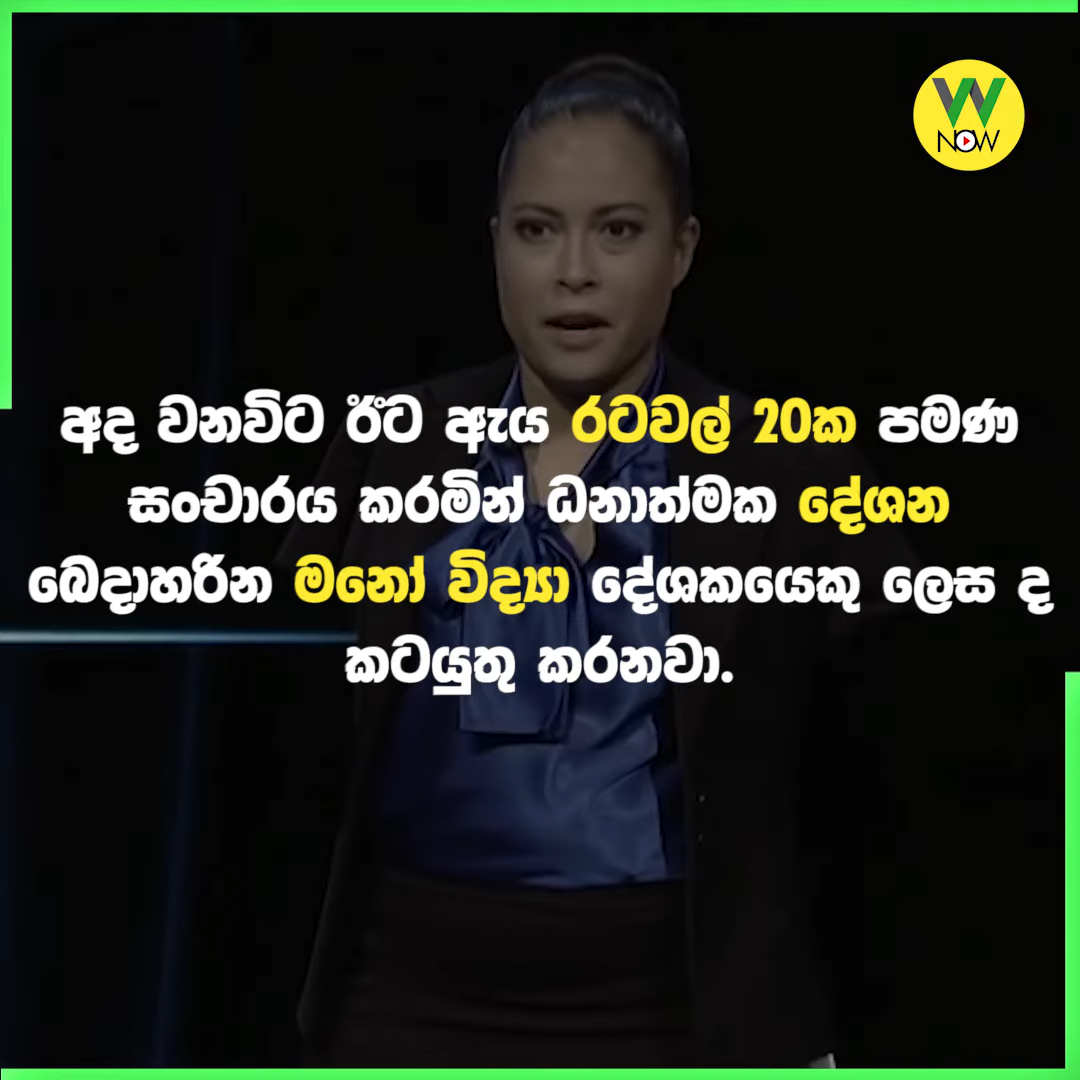 W
NOW
අද වනවිට ඊට ඇය රටවල් 20ක පමණ
සංචාරය කරමින් ධනාත්මක දේශන
බෙදාහරින මනෝ විද්‍යා දේශකයෙකු ලෙස ද
කටයුතු කරනවා.